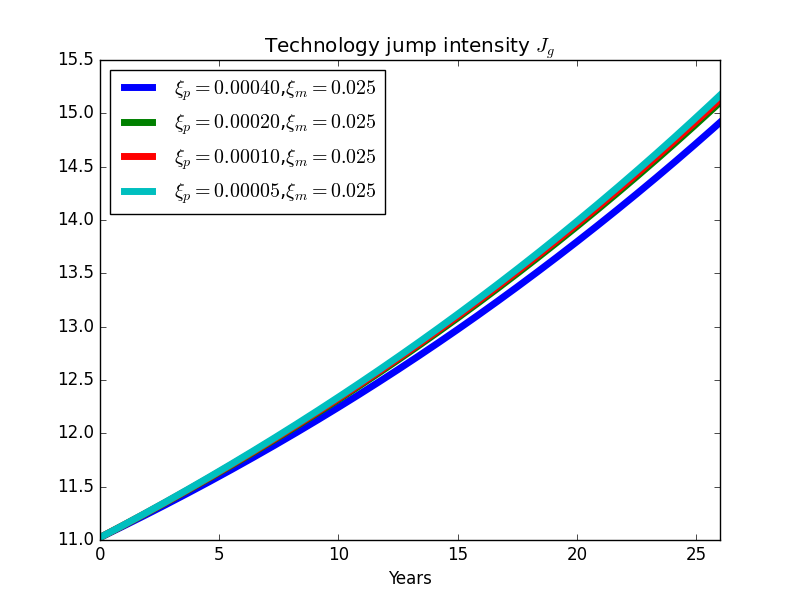 Technology jump intensity $J_g$
15.5
15.0
14.5
14.0
13.5
13.0
12.5
12.0
11.5
11.0
ξ_p = 0.00040, ξ_m = 0.025
ξ_p = 0.00020, ξ_m = 0.025
ξ_p = 0.00010, ξ_m = 0.025
ξ_p = 0.00005, ξ_m = 0.025
0 5 10 15 20 25
Years